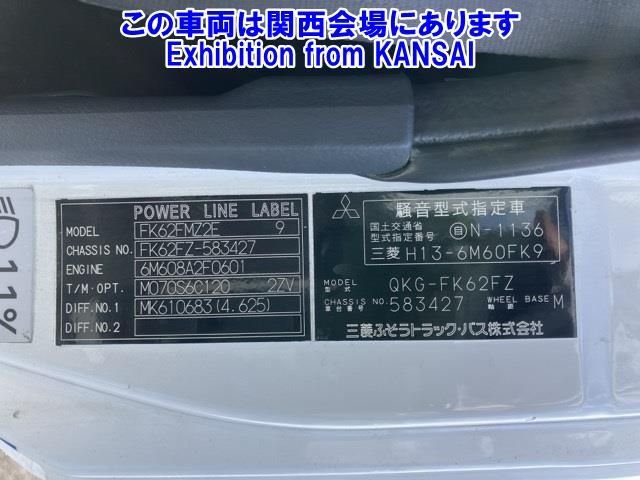 この車両は関西会場にあります
Exhibition from KANSAI
POWER LINE LABEL
MODEL FK62FMZ2E 9
CHASSIS NO. FK62FZ-583427
ENGINE 6M608A2F0601
T/M・OPT. M070S6C120 2ZV
DIFF.NO.1 MK610683(4.625)
DIFF.NO.2
騒音型式指定車
国土交通省
型式指定番号 自 N-1136
三菱 H13-6M60FK9
MODEL
型式 QKG-FK62FZ
CHASSIS NO.
車台番号 583427 WHEEL BASE
軸距 M
三菱ふそうトラック・バス株式会社
11%